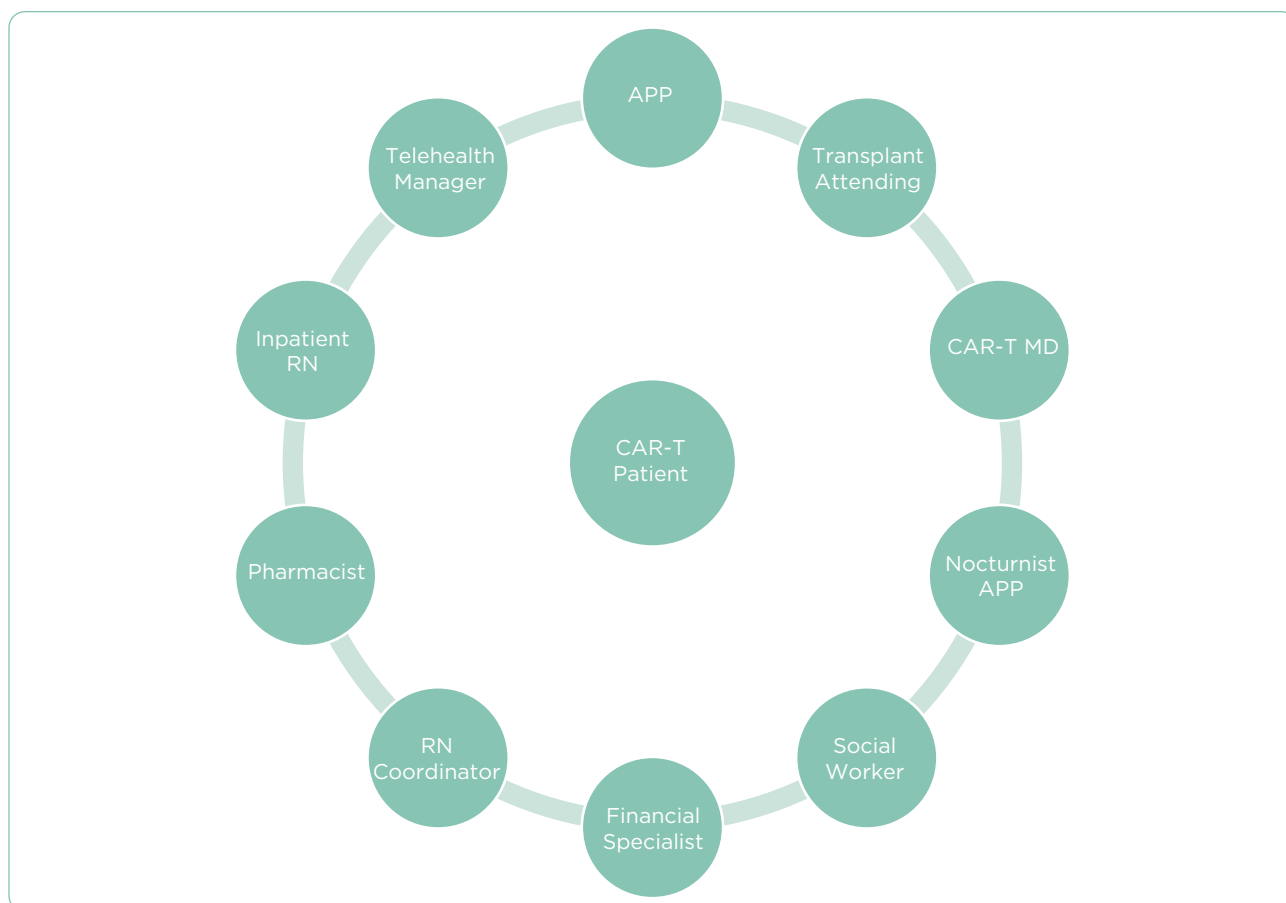 APP
Transplant
Attending
CAR-T MD
Nocturnist
APP
Social
Worker
Financial
Specialist
RN
Coordinator
Pharmacist
Inpatient
RN
Telehealth
Manager
CAR-T
Patient